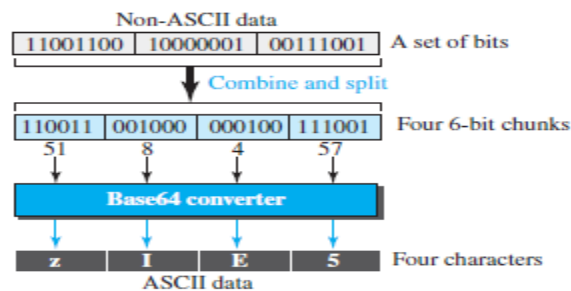 Non-ASCII data
11001100 10000001 00111001 A set of bits
Combine and split
110011 001000 000100 111001 Four 6-bit chunks
51 8 4 57
Base64 converter
z I E 5 Four characters
ASCII data